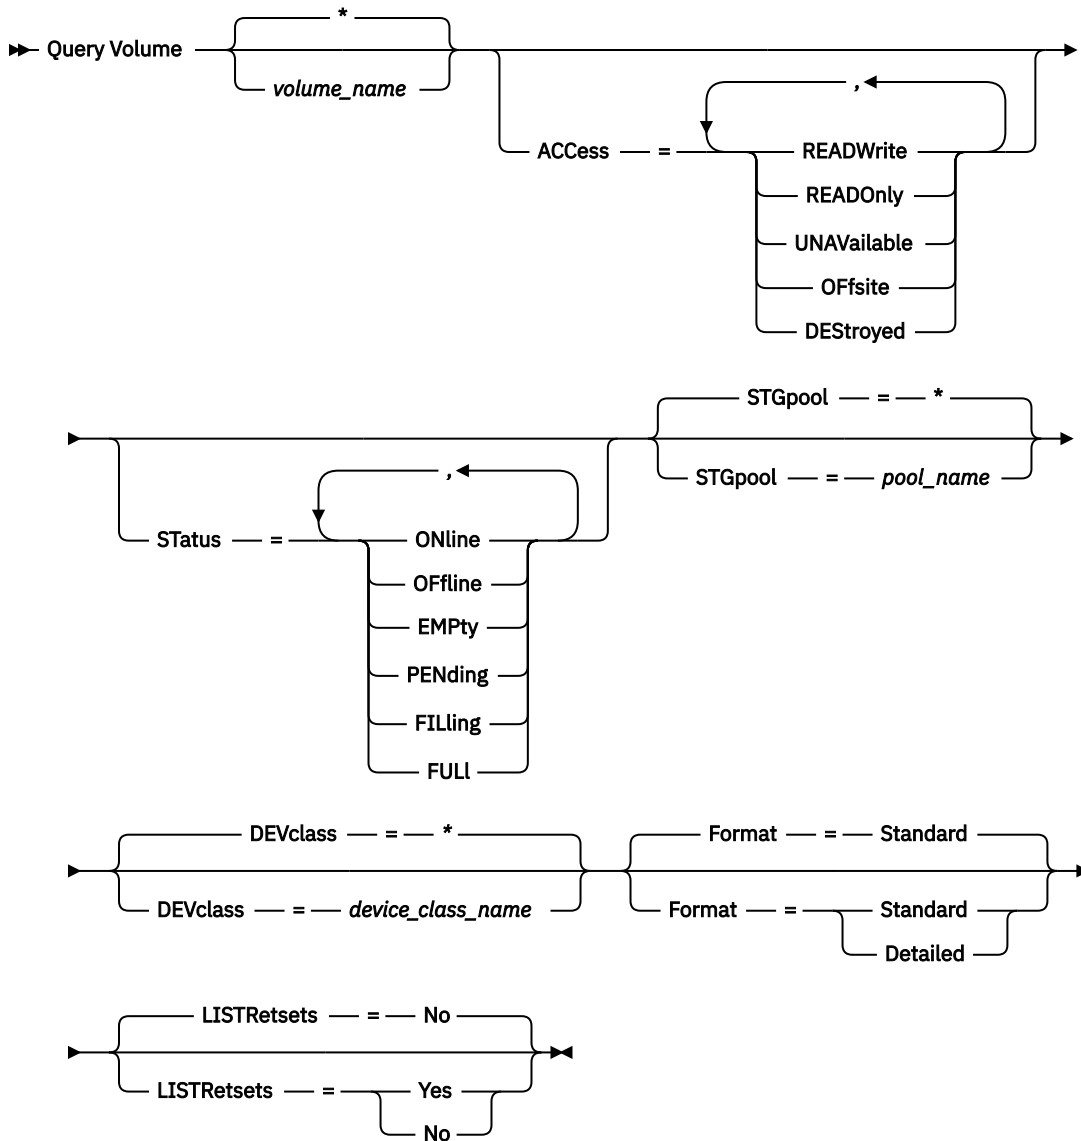 *
Query Volume
volume_name
,
ACCess = READWrite
READOnly
UNAVailable
OFfsite
DEStroyed
STGpool = *
STGpool = pool_name
,
STatus = ONline
OFfline
EMPty
PENding
FILling
FULl
DEVclass = * Format = Standard
DEVclass = device_class_name Format = Standard
Detailed
LISTRetsets = No
LISTRetsets = Yes
No